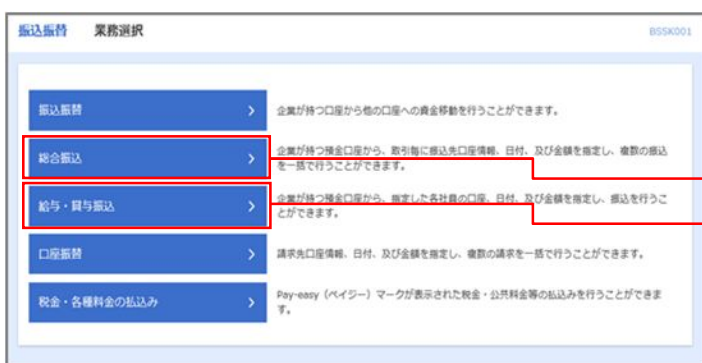 振込振替 業務選択 BSSK001
振込振替
企業が持つ口座から他の口座への資金移動を行うことができます。
総合振込
企業が持つ預金口座から、取引毎に振込先口座情報、日付、及び金額を指定し、複数の振込
を一括で行うことができます。
給与・賞与振込
企業が持つ預金口座から、指定した各社員の口座、日付、及び金額を指定し、振込を行うこ
とができます。
口座振替
請求先口座情報、日付、及び金額を指定し、複数の請求を一括で行うことができます。
税金・各種料金の払込み
Pay-easy（ペイジー）マークが表示された税金・公共料金等の払込みを行うことができま
す。